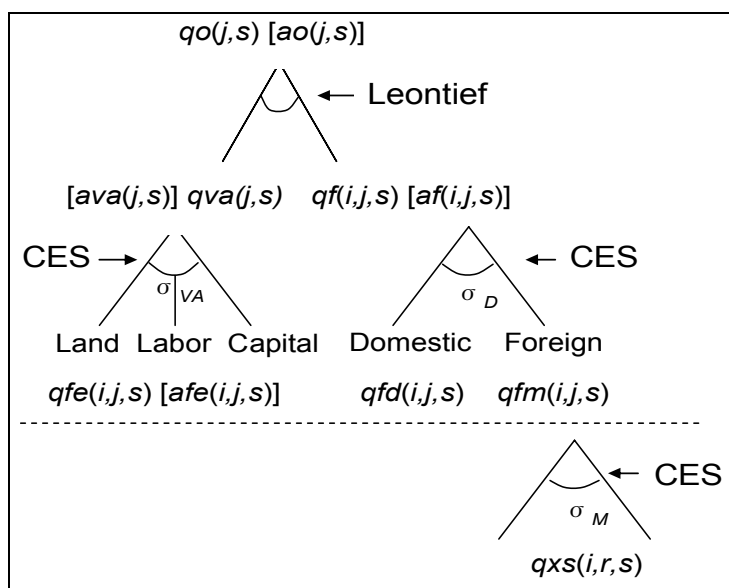 qo(j,s) [ao(j,s)]
Leontief
[ava(j,s)] qva(j,s) qf(i,j,s) [af(i,j,s)]
CES CES
σ VA σ D
Land Labor Capital Domestic Foreign
qfe(i,j,s) [afe(i,j,s)] qfd(i,j,s) qfm(i,j,s)
CES
σ M
qxs(i,r,s)